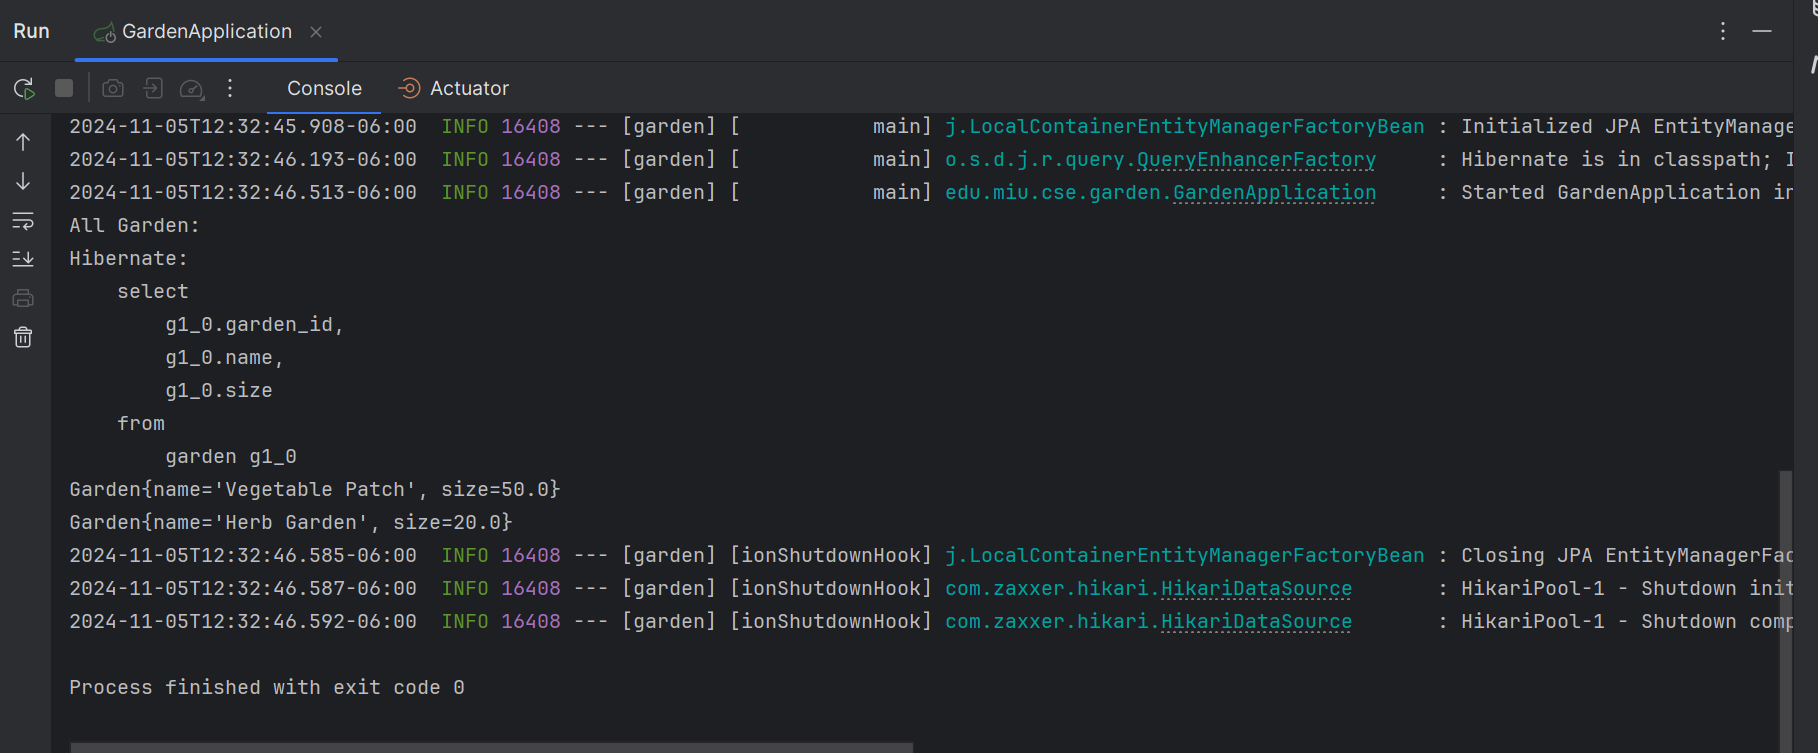 Run GardenApplication
Console Actuator
2024-11-05T12:32:45.908-06:00  INFO 16408 --- [garden] [           main] j.LocalContainerEntityManagerFactoryBean : Initialized JPA EntityManage
2024-11-05T12:32:46.193-06:00  INFO 16408 --- [garden] [           main] o.s.d.j.r.query.QueryEnhancerFactory     : Hibernate is in classpath; I
2024-11-05T12:32:46.513-06:00  INFO 16408 --- [garden] [           main] edu.miu.cse.garden.GardenApplication     : Started GardenApplication in
All Garden:
Hibernate:
    select
        g1_0.garden_id,
        g1_0.name,
        g1_0.size
    from
        garden g1_0
Garden{name='Vegetable Patch', size=50.0}
Garden{name='Herb Garden', size=20.0}
2024-11-05T12:32:46.585-06:00  INFO 16408 --- [garden] [ionShutdownHook] j.LocalContainerEntityManagerFactoryBean : Closing JPA EntityManagerFac
2024-11-05T12:32:46.587-06:00  INFO 16408 --- [garden] [ionShutdownHook] com.zaxxer.hikari.HikariDataSource       : HikariPool-1 - Shutdown init
2024-11-05T12:32:46.592-06:00  INFO 16408 --- [garden] [ionShutdownHook] com.zaxxer.hikari.HikariDataSource       : HikariPool-1 - Shutdown comp
Process finished with exit code 0